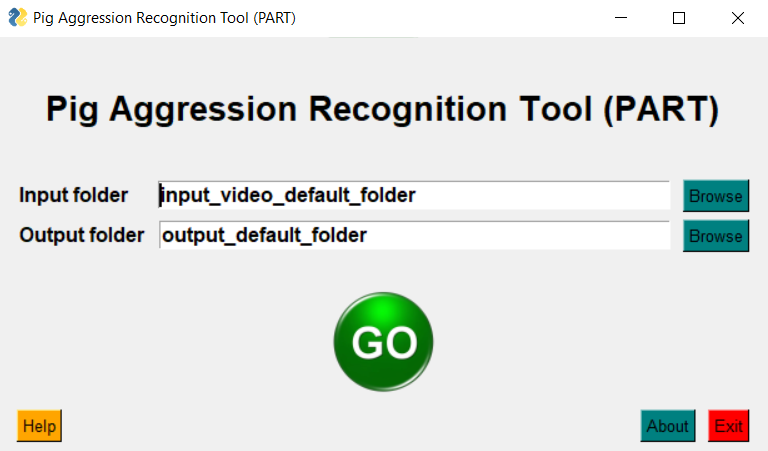 Pig Aggression Recognition Tool (PART)
Pig Aggression Recognition Tool (PART)
Input folder input_video_default_folder Browse
Output folder output_default_folder Browse
GO
Help About Exit